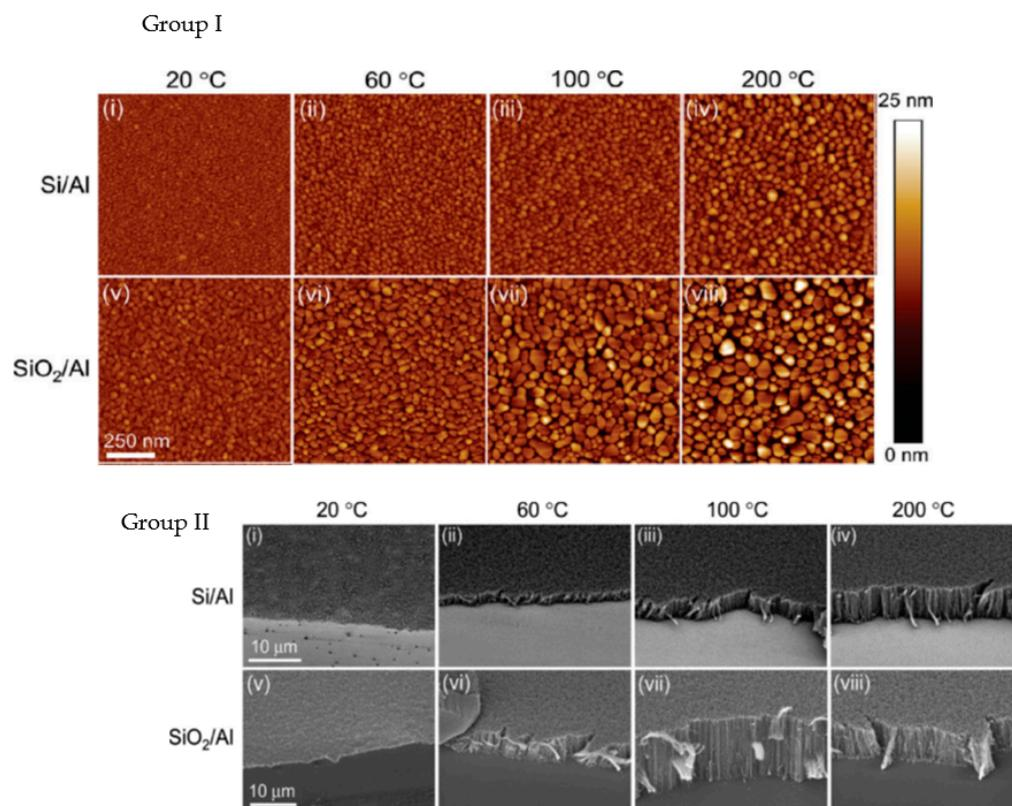 Group I
20 °C 60 °C 100 °C 200 °C
25 nm
(i) (ii) (iii) (iv)
Si/Al
(v) (vi) (vii) (viii)
SiO₂/Al
250 nm
0 nm
Group II
20 °C 60 °C 100 °C 200 °C
(i) (ii) (iii) (iv)
Si/Al
10 μm
(v) (vi) (vii) (viii)
SiO₂/Al
10 μm